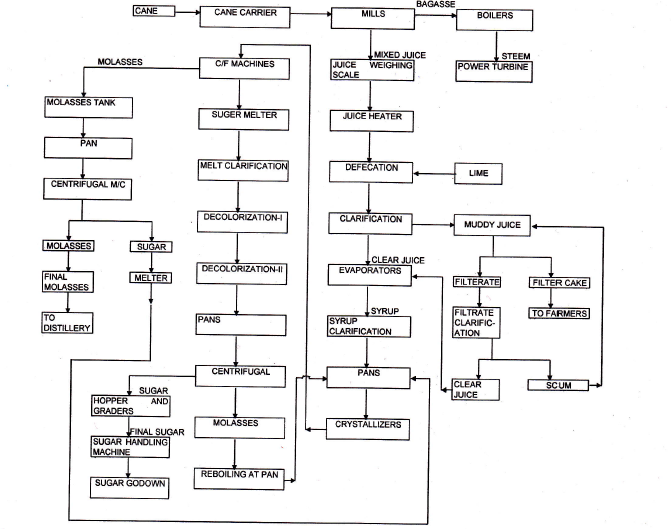 CANE
CANE CARRIER
MILLS
BAGASSE
BOILERS
STEEM
POWER TURBINE
MIXED JUICE
JUICE WEIGHING
SCALE
JUICE HEATER
DEFECATION
LIME
CLARIFICATION
MUDDY JUICE
CLEAR JUICE
EVAPORATORS
FILTERATE
FILTER CAKE
TO FAIRMERS
FILTRATE
CLARIFIC-
ATION
CLEAR
JUICE
SCUM
SYRUP
SYRUP
CLARIFICATION
PANS
CRYSTALLIZERS
C/F MACHINES
MOLASSES
SUGER MELTER
MELT CLARIFICATION
DECOLORIZATION-I
DECOLORIZATION-II
PANS
CENTRIFUGAL
MOLASSES
REBOILING AT PAN
SUGAR
HOPPER AND
GRADERS
FINAL SUGAR
SUGAR HANDLING
MACHINE
SUGAR GODOWN
MOLASSES TANK
PAN
CENTRIFUGAL M/C
MOLASSES
SUGAR
FINAL
MOLASSES
MELTER
TO
DISTILLERY